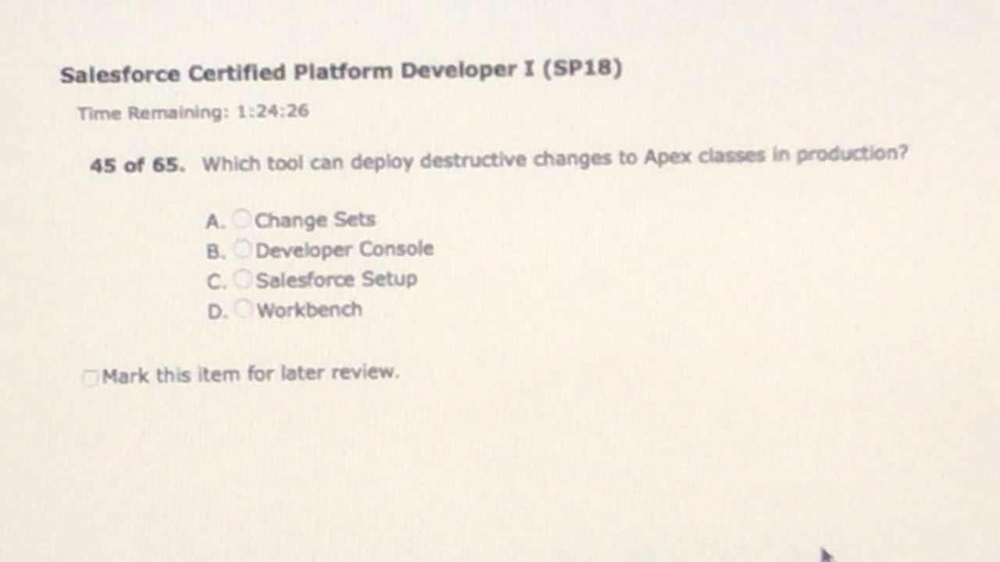 Salesforce Certified Platform Developer I (SP18)
Time Remaining: 1:24:26
45 of 65. Which tool can deploy destructive changes to Apex classes in production?
A. Change Sets
B. Developer Console
C. Salesforce Setup
D. Workbench
Mark this item for later review.